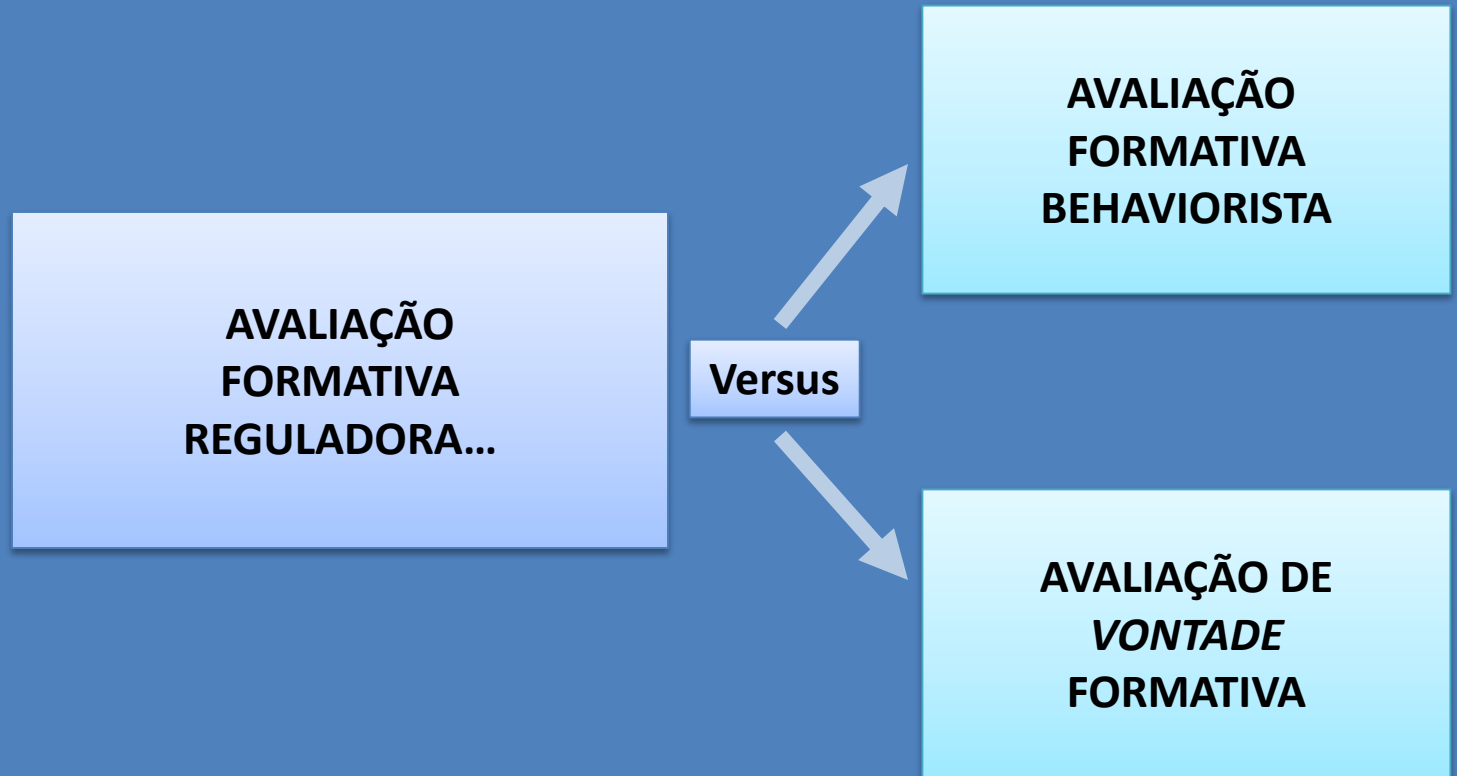 AVALIAÇÃO
FORMATIVA
REGULADORA...
Versus
AVALIAÇÃO
FORMATIVA
BEHAVIORISTA
AVALIAÇÃO DE
VONTADE
FORMATIVA